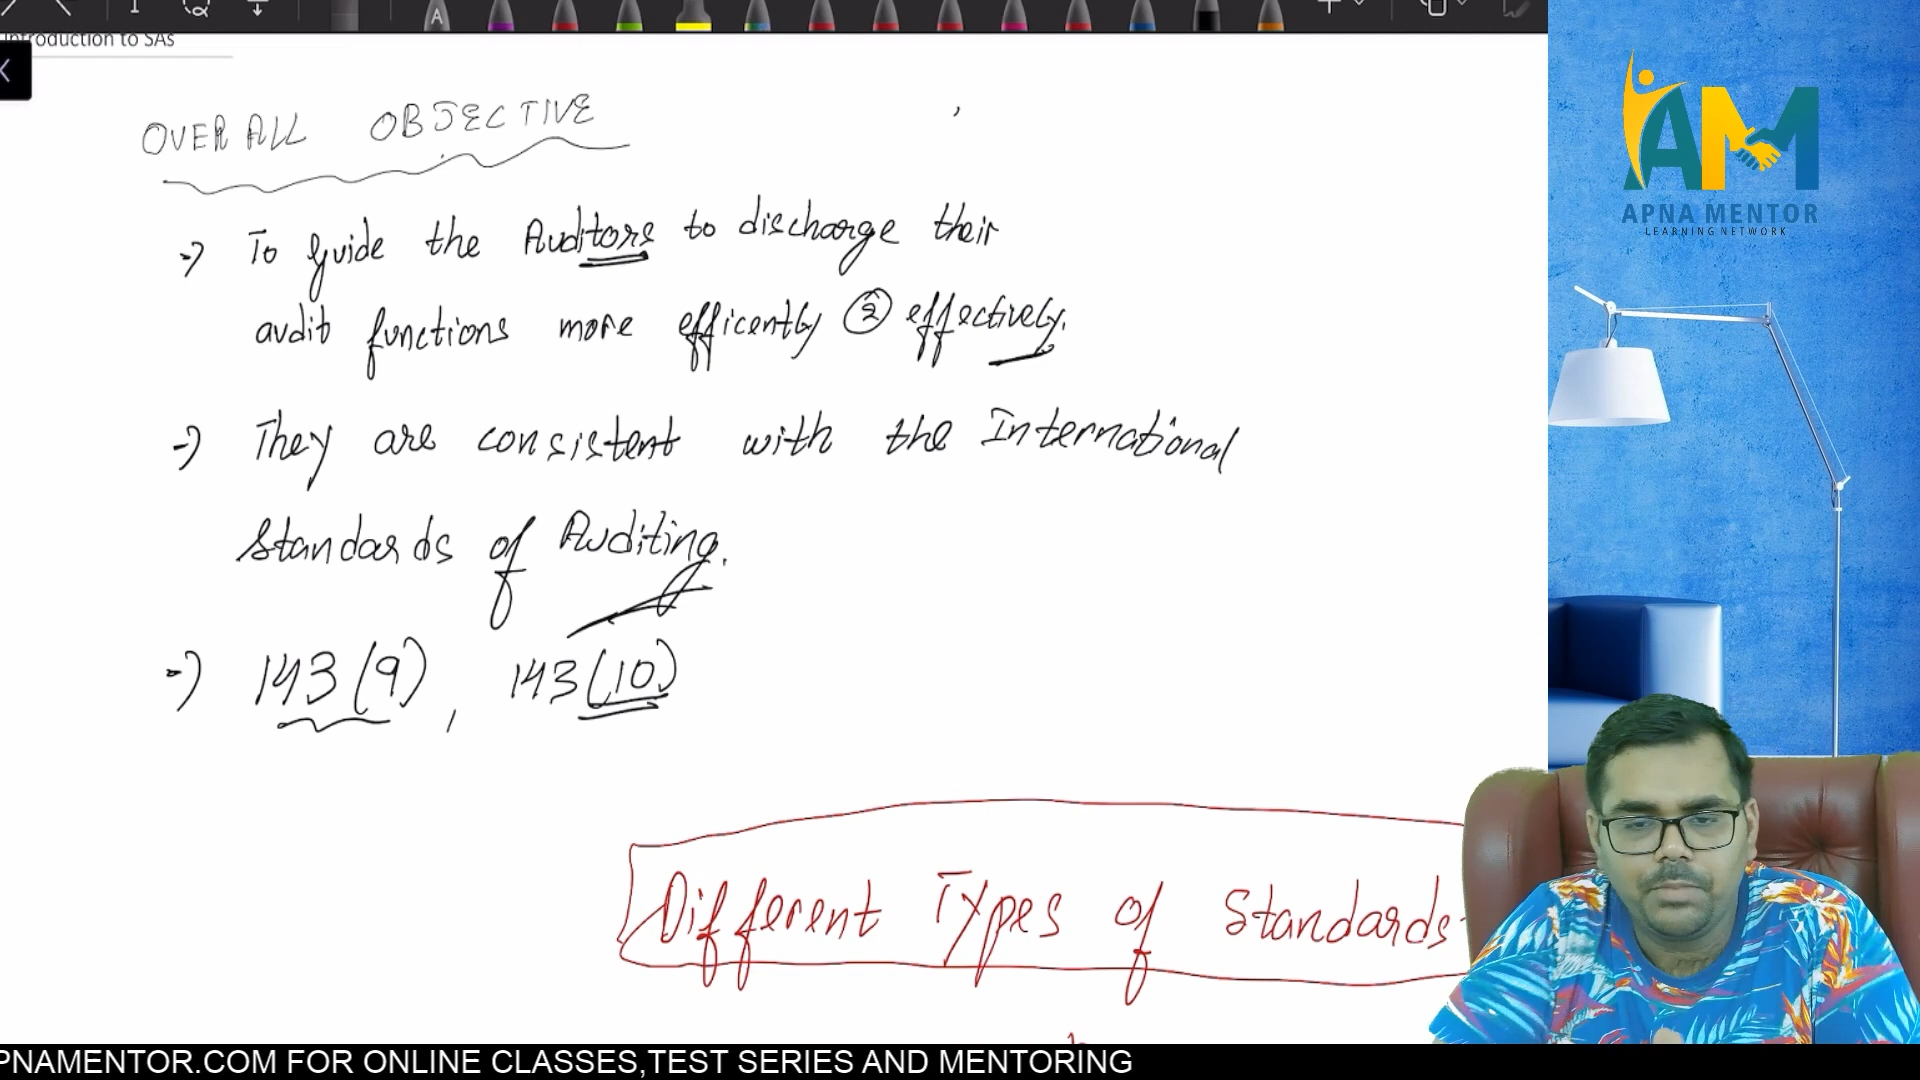 Introduction to SAs
OVERALL OBJECTIVE
=> To guide the Auditors to discharge their
audit functions more efficently & effectively.
=> They are consistent with the International
Standards of Auditing.
=> 143(9), 143(10)
Different Types of Standards
AM
APNA MENTOR
LEARNING NETWORK
PNAMENTOR.COM FOR ONLINE CLASSES,TEST SERIES AND MENTORING